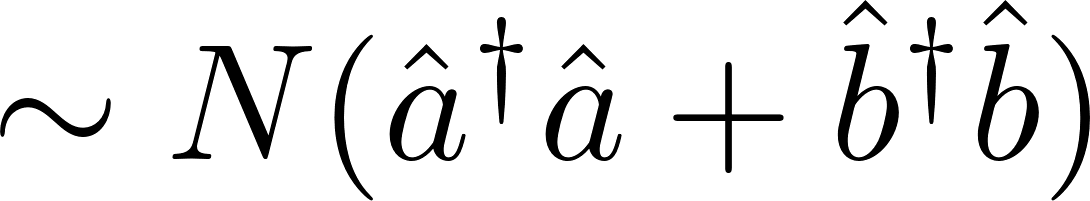 ∼ N(â†â + b̂†b̂)